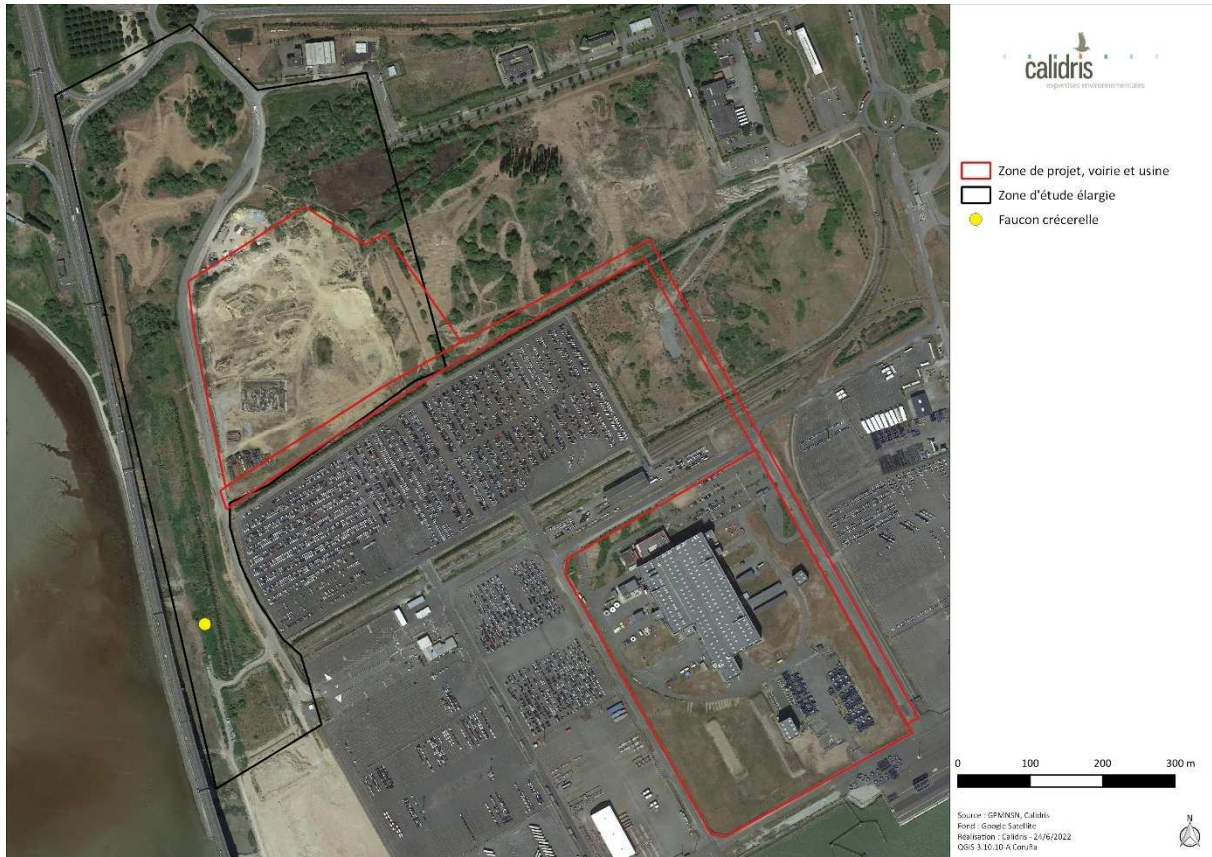 calidris
expertises environnementales
Zone de projet, voirie et usine
Zone d'étude élargie
Faucon crécerelle
0 100 200 300 m
Source : GPMNSN, Calidris
Fond : Google Satellite
Réalisation : Calidris - 24/6/2022
QGIS 3.10.10-A Coruña
N